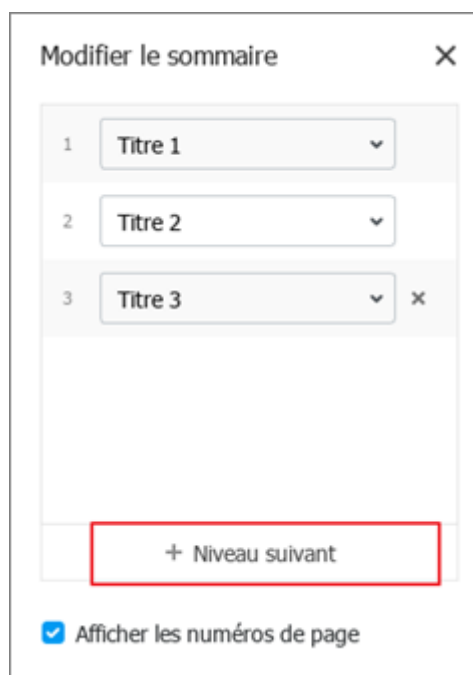 Modifier le sommaire
1 Titre 1
2 Titre 2
3 Titre 3
+ Niveau suivant
Afficher les numéros de page